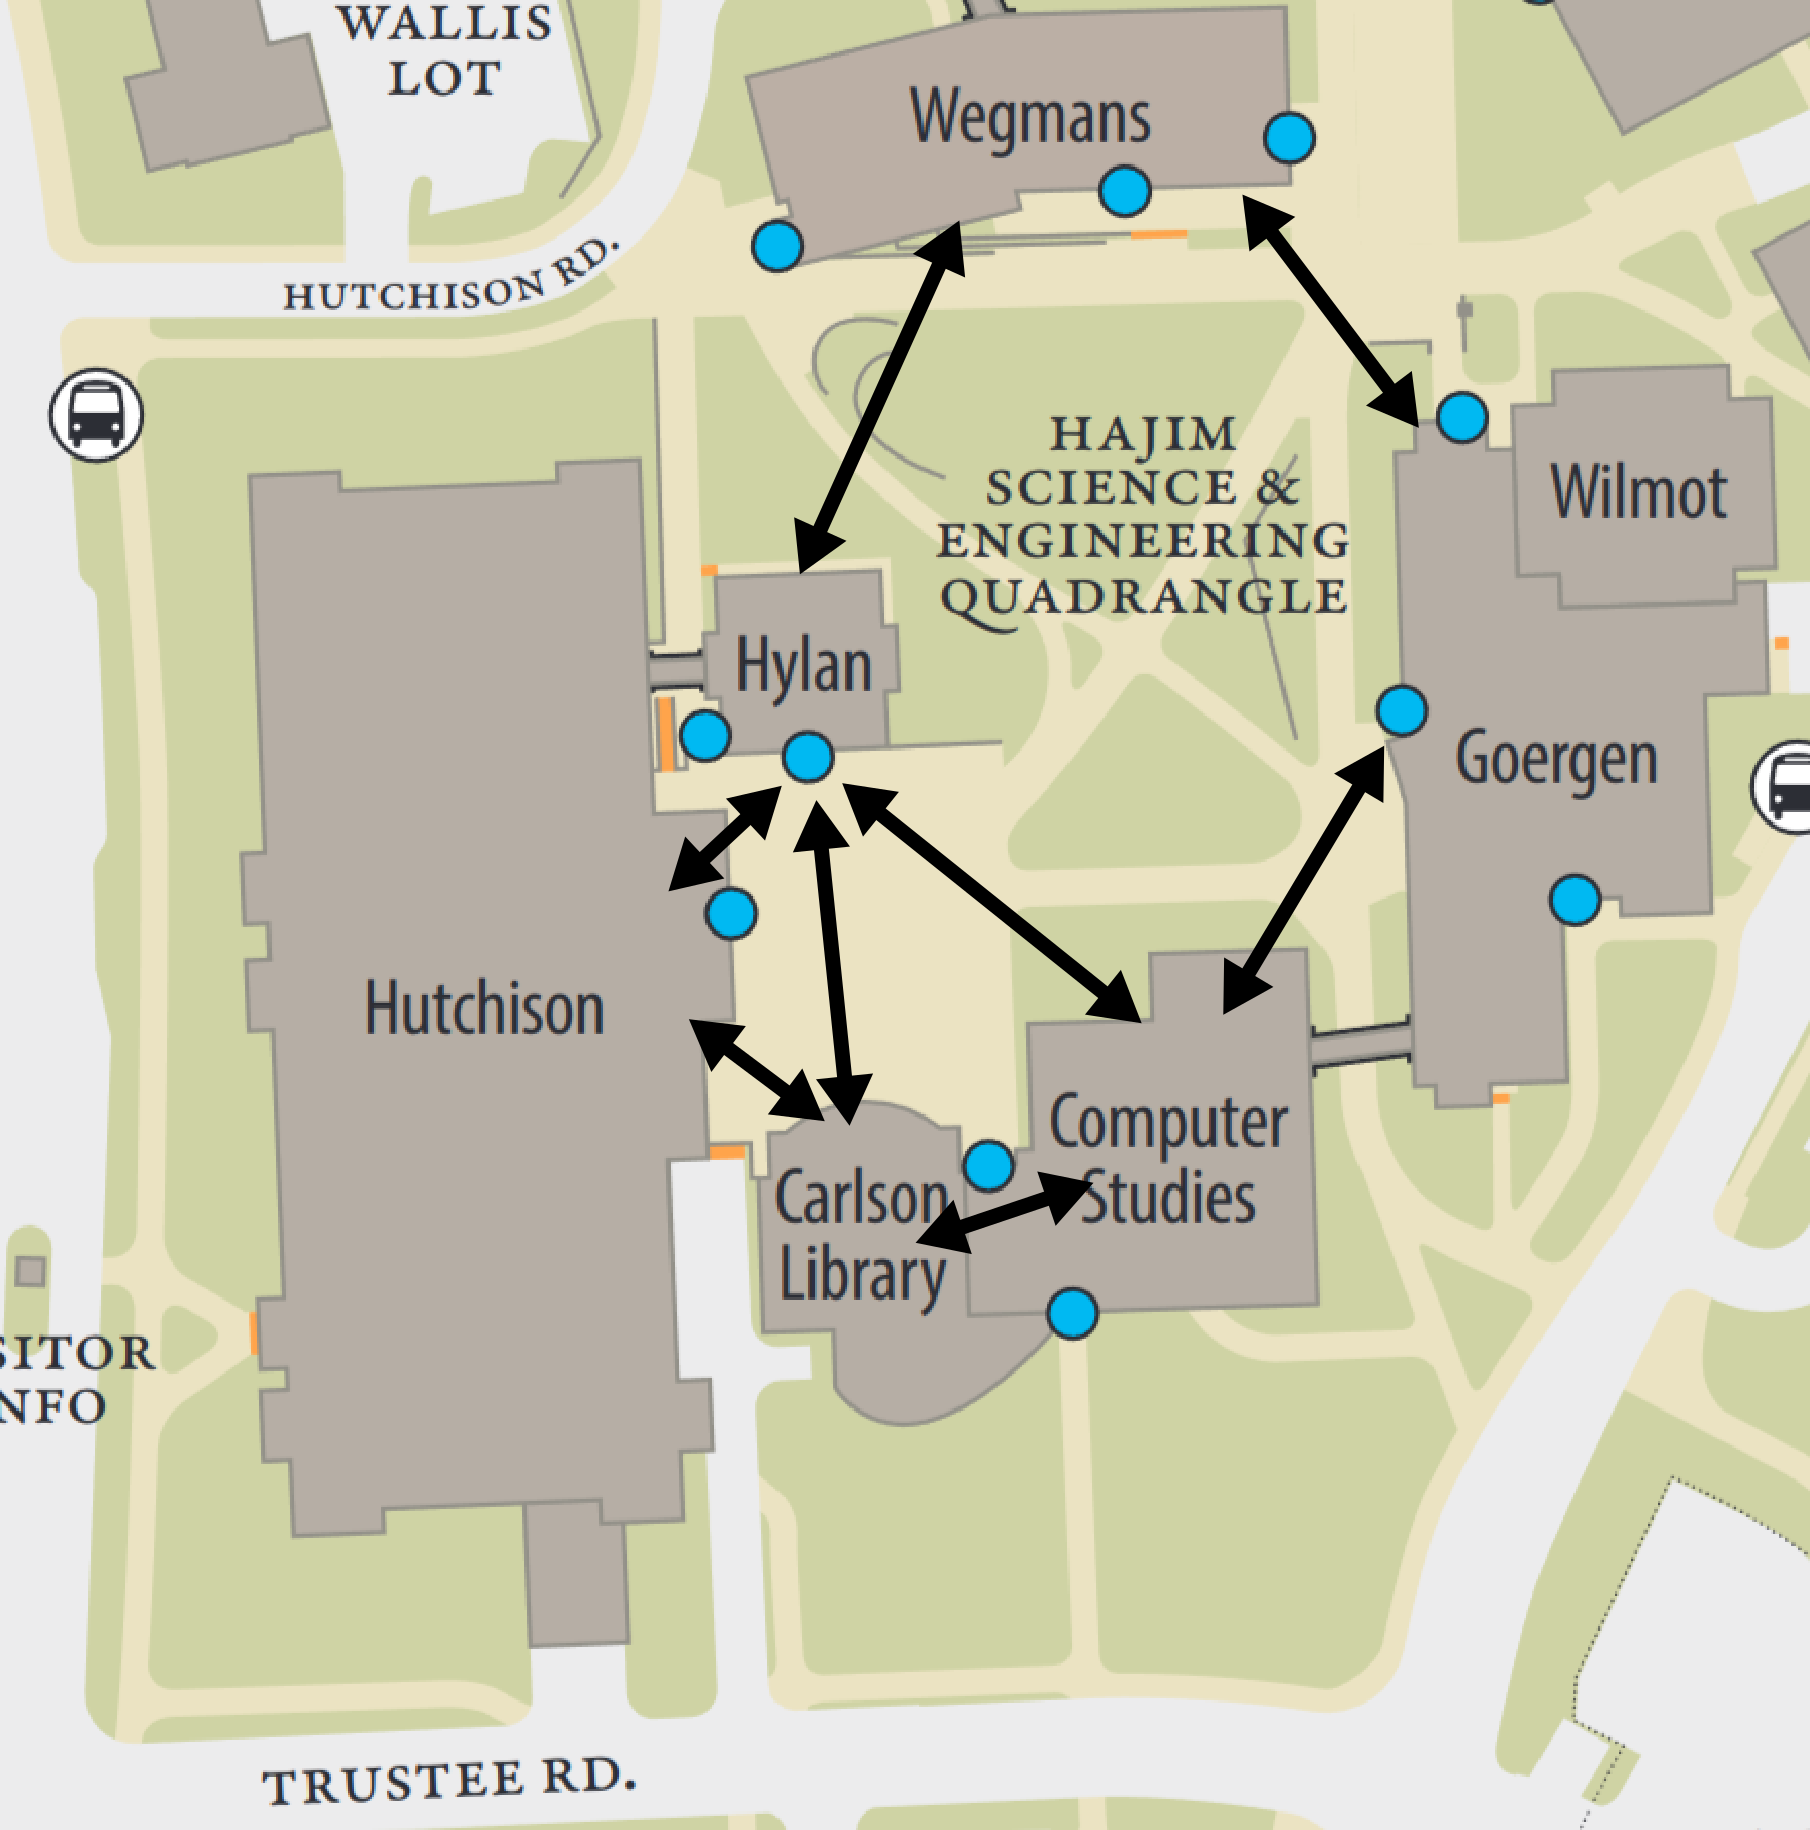 WALLIS
LOT
Wegmans
HUTCHISON RD.
HAJIM
SCIENCE &
ENGINEERING
QUADRANGLE
Wilmot
Hylan
Goergen
Hutchison
Computer
Studies
Carlson
Library
SITOR
NFO
TRUSTEE RD.